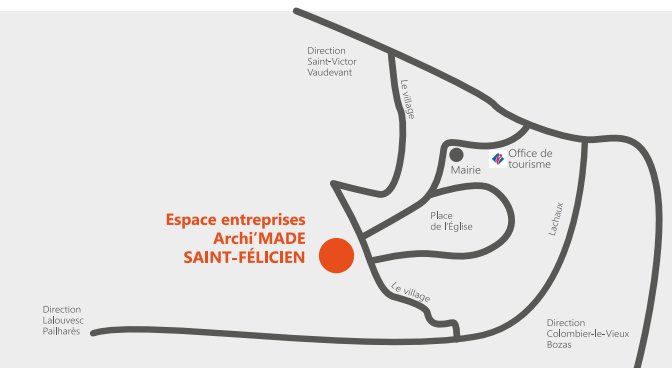 Direction
Saint-Victor
Vaudevant
Le village
Office de
tourisme
Mairie
Place
de l'Église
Lachaux
Espace entreprises
Archi'MADE
SAINT-FÉLICIEN
Le village
Direction
Lalouvesc
Pailharès
Direction
Colombier-le-Vieux
Bozas